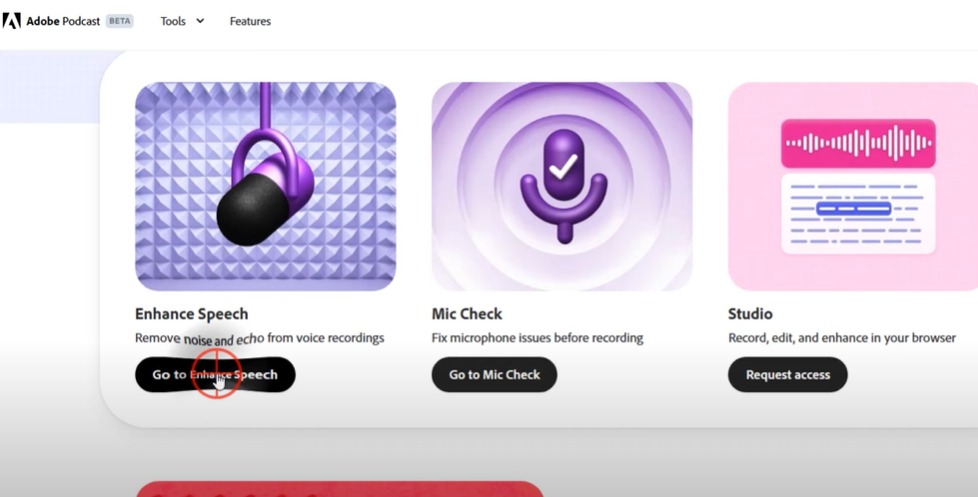 Adobe Podcast BETA Tools Features
Enhance Speech
Remove noise and echo from voice recordings
Go to Enhance Speech
Mic Check
Fix microphone issues before recording
Go to Mic Check
Studio
Record, edit, and enhance in your browser
Request access